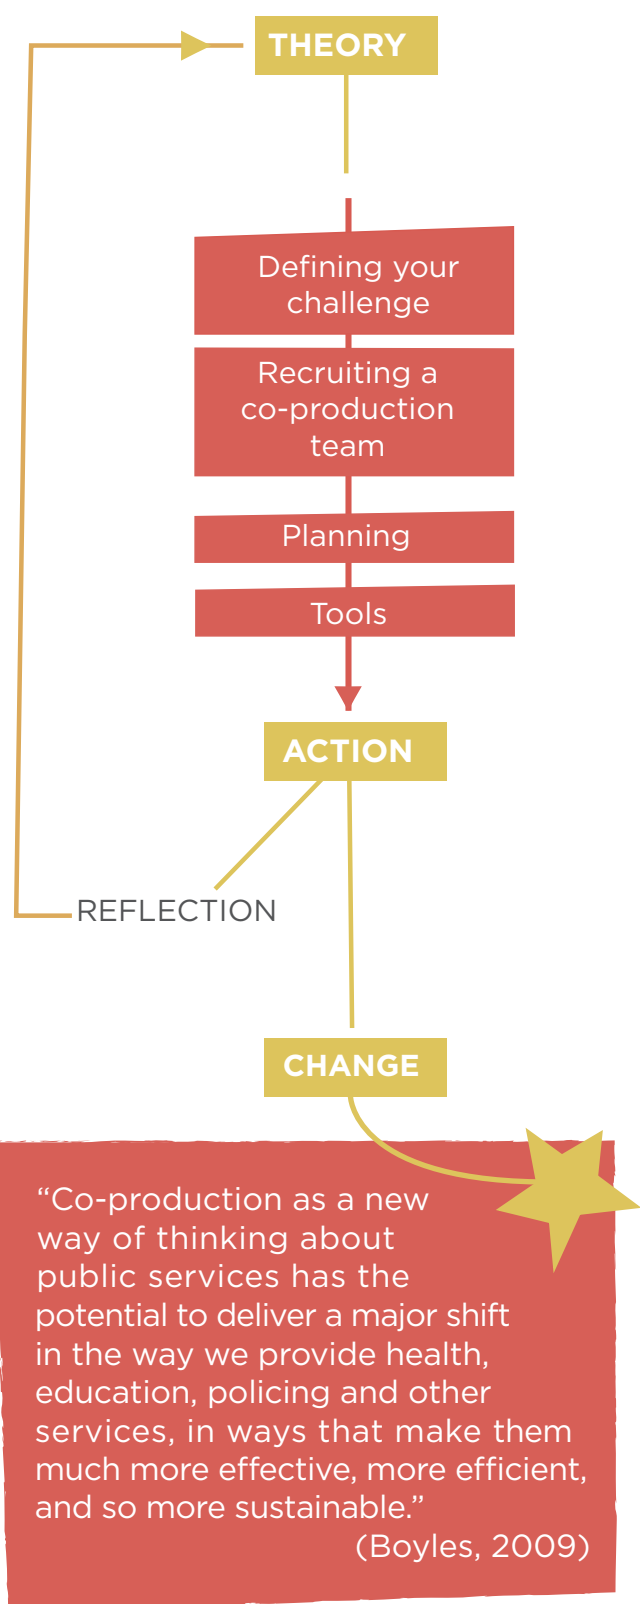 THEORY
Defining your
challenge
Recruiting a
co-production
team
Planning
Tools
ACTION
REFLECTION
CHANGE
“Co-production as a new
way of thinking about
public services has the
potential to deliver a major shift
in the way we provide health,
education, policing and other
services, in ways that make them
much more effective, more efficient,
and so more sustainable.”
(Boyles, 2009)